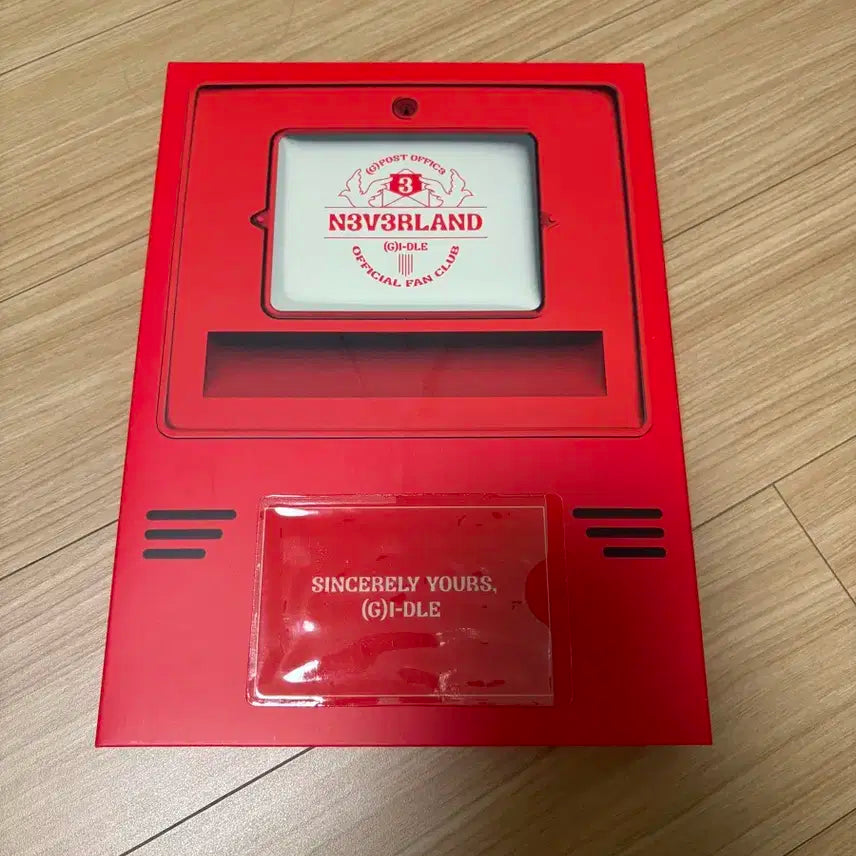 (G)POST OFFIC3
3
N3V3RLAND
(G)I-DLE
OFFICIAL FAN CLUB
SINCERELY YOURS,
(G)I-DLE